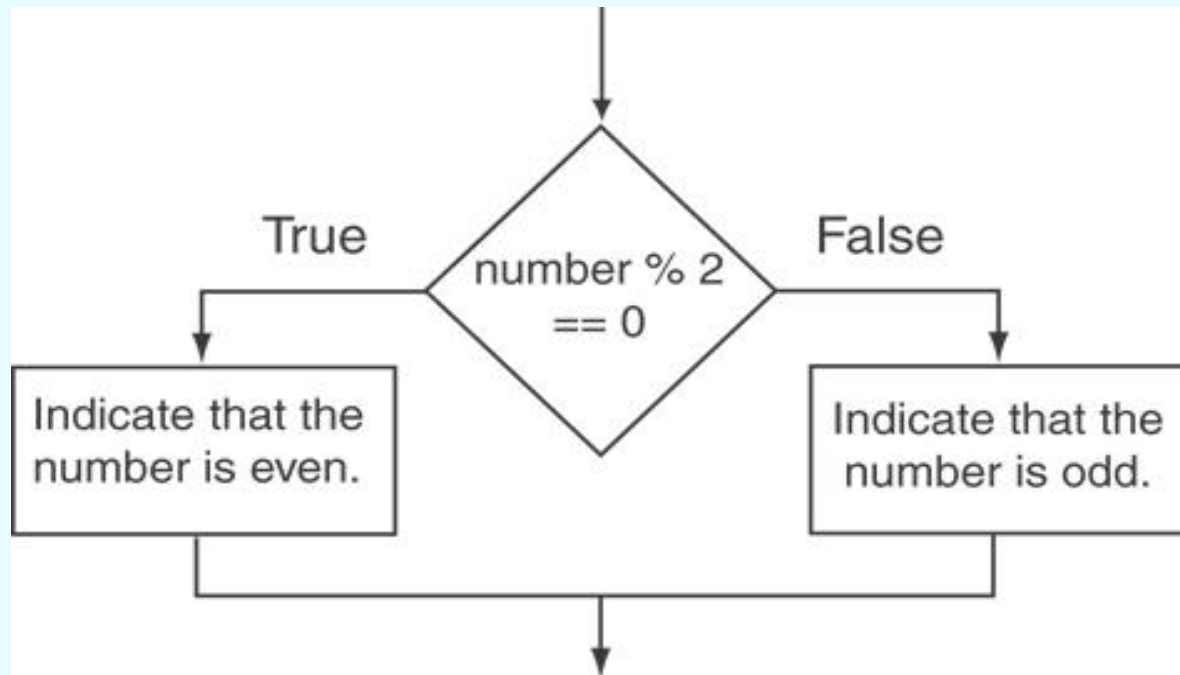 True
False
number % 2
== 0
Indicate that the
number is even.
Indicate that the
number is odd.